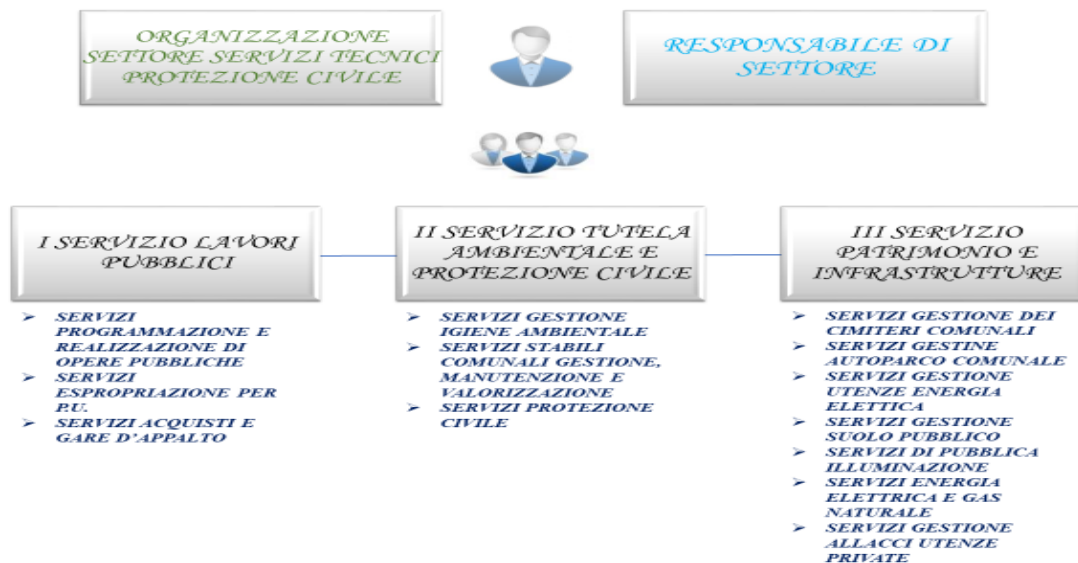 ORGANIZZAZIONE
SETTORE SERVIZI TECNICI
PROTEZIONE CIVILE
RESPONSABILE DI
SETTORE
I SERVIZIO LAVORI
PUBBLICI
II SERVIZIO TUTELA
AMBIENTALE E
PROTEZIONE CIVILE
III SERVIZIO
PATRIMONIO E
INFRASTRUTTURE
➢ SERVIZI
PROGRAMMAZIONE E
REALIZZAZIONE DI
OPERE PUBBLICHE
➢ SERVIZI
ESPROPRIAZIONE PER
P.U.
➢ SERVIZI ACQUISTI E
GARE D'APPALTO
➢ SERVIZI GESTIONE
IGIENE AMBIENTALE
➢ SERVIZI STABILI
COMUNALI GESTIONE,
MANUTENZIONE E
VALORIZZAZIONE
➢ SERVIZI PROTEZIONE
CIVILE
➢ SERVIZI GESTIONE DEI
CIMITERI COMUNALI
➢ SERVIZI GESTINE
AUTOPARCO COMUNALE
➢ SERVIZI GESTIONE
UTENZE ENERGIA
ELETTICA
➢ SERVIZI GESTIONE
SUOLO PUBBLICO
➢ SERVIZI DI PUBBLICA
ILLUMINAZIONE
➢ SERVIZI ENERGIA
ELETTRICA E GAS
NATURALE
➢ SERVIZI GESTIONE
ALLACCI UTENZE
PRIVATE